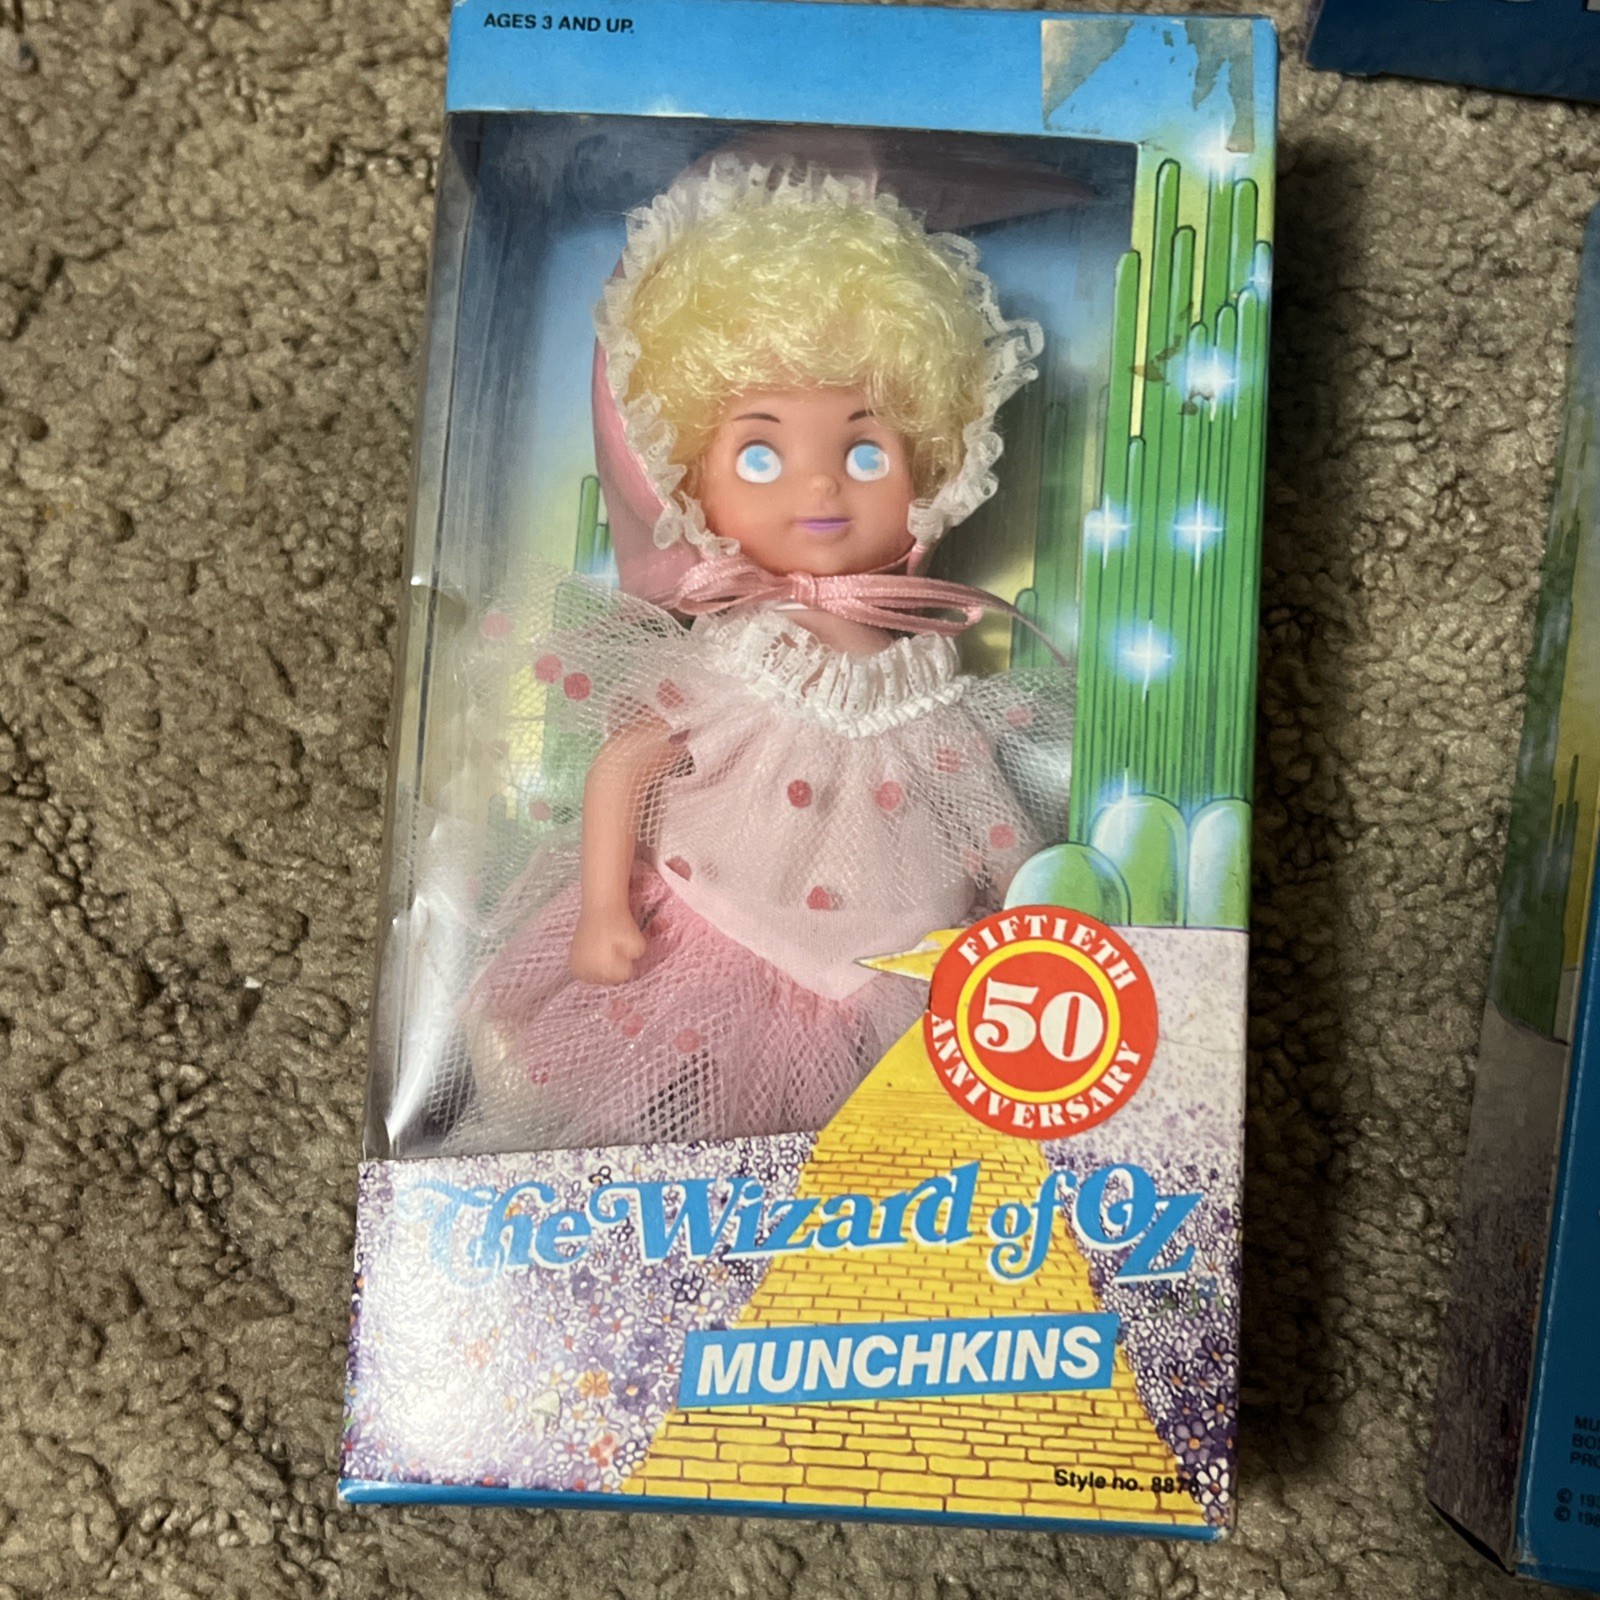 AGES 3 AND UP.
FIFTIETH
50
ANNIVERSARY
The Wizard of Oz
MUNCHKINS
Style no.
© 
©